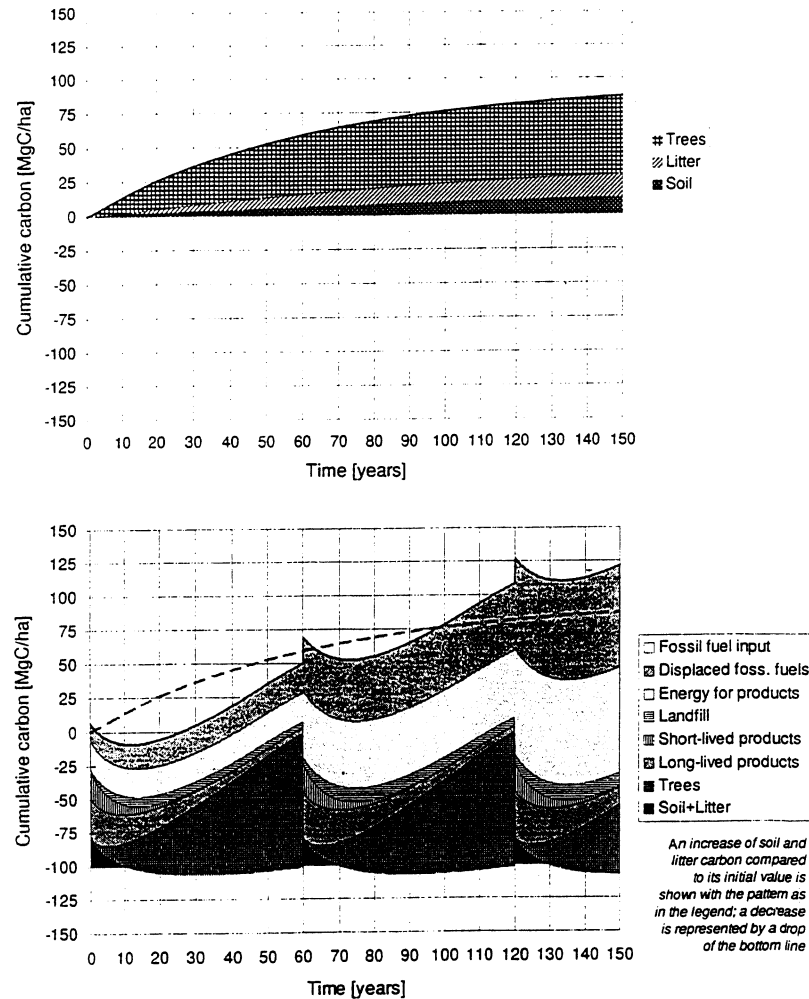 Cumulative carbon [MgC/ha]
150
125
100
75
50
25
0
-25
-50
-75
-100
-125
-150
0 10 20 30 40 50 60 70 80 90 100 110 120 130 140 150
Time [years]
Trees
Litter
Soil
Cumulative carbon [MgC/ha]
150
125
100
75
50
25
0
-25
-50
-75
-100
-125
-150
0 10 20 30 40 50 60 70 80 90 100 110 120 130 140 150
Time [years]
Fossil fuel input
Displaced foss. fuels
Energy for products
Landfill
Short-lived products
Long-lived products
Trees
Soil+Litter
An increase of soil and
litter carbon compared
to its initial value is
shown with the pattern as
in the legend; a decrease
is represented by a drop
of the bottom line